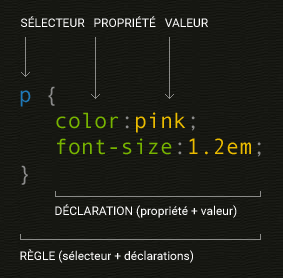 SÉLECTEUR PROPRIÉTÉ VALEUR
p {
color:pink;
font-size:1.2em;
}
DÉCLARATION (propriété + valeur)
RÈGLE (sélecteur + déclarations)